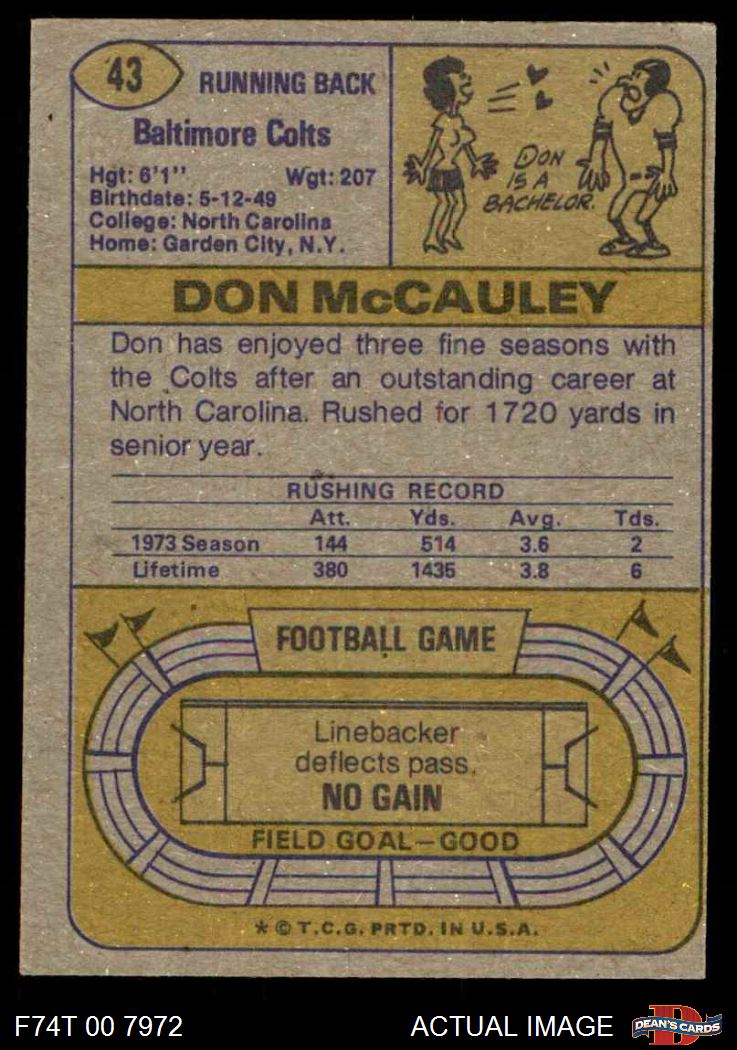 43
RUNNING BACK
Baltimore Colts
Hgt: 6'1" Wgt: 207
Birthdate: 5-12-49
College: North Carolina
Home: Garden City, N.Y.
DON
IS A
BACHELOR.
DON McCAULEY
Don has enjoyed three fine seasons with
the Colts after an outstanding career at
North Carolina. Rushed for 1720 yards in
senior year.
RUSHING RECORD
Att. Yds. Avg. Tds.
1973 Season 144 514 3.6 2
Lifetime 380 1435 3.8 6
FOOTBALL GAME
Linebacker
deflects pass.
NO GAIN
FIELD GOAL—GOOD
* © T.C.G. PRTD. IN U.S.A.
F74T 00 7972 ACTUAL IMAGE
D
DEAN'S CARDS